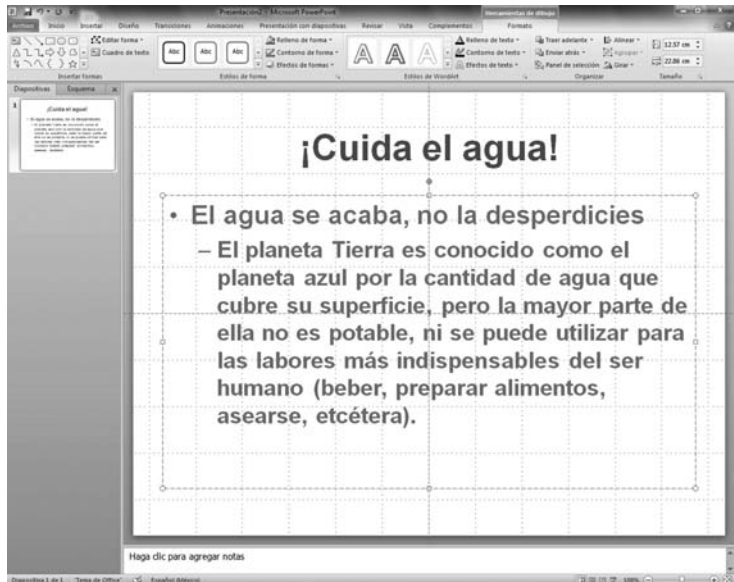 Presentación2 - Microsoft PowerPoint
Herramientas de dibujo
Archivo Inicio Insertar Diseño Transiciones Animaciones Presentación con diapositivas Revisar Vista Complementos Formato
Editar forma
Cuadro de texto
Abc Abc Abc
Relleno de forma
Contorno de forma
Efectos de formas
A A A
Relleno de texto
Contorno de texto
Efectos de texto
Traer adelante
Enviar atrás
Panel de selección
Alinear
Agrupar
Girar
12.57 cm
22.86 cm
Insertar formas Estilos de forma Estilos de WordArt Organizar Tamaño
Diapositivas Esquema
1
¡Cuida el agua!
¡Cuida el agua!
• El agua se acaba, no la desperdicies
– El planeta Tierra es conocido como el
planeta azul por la cantidad de agua que
cubre su superficie, pero la mayor parte de
ella no es potable, ni se puede utilizar para
las labores más indispensables del ser
humano (beber, preparar alimentos,
asearse, etcétera).
Haga clic para agregar notas
Diapositiva 1 de 1 "Tema de Office" Español (México)